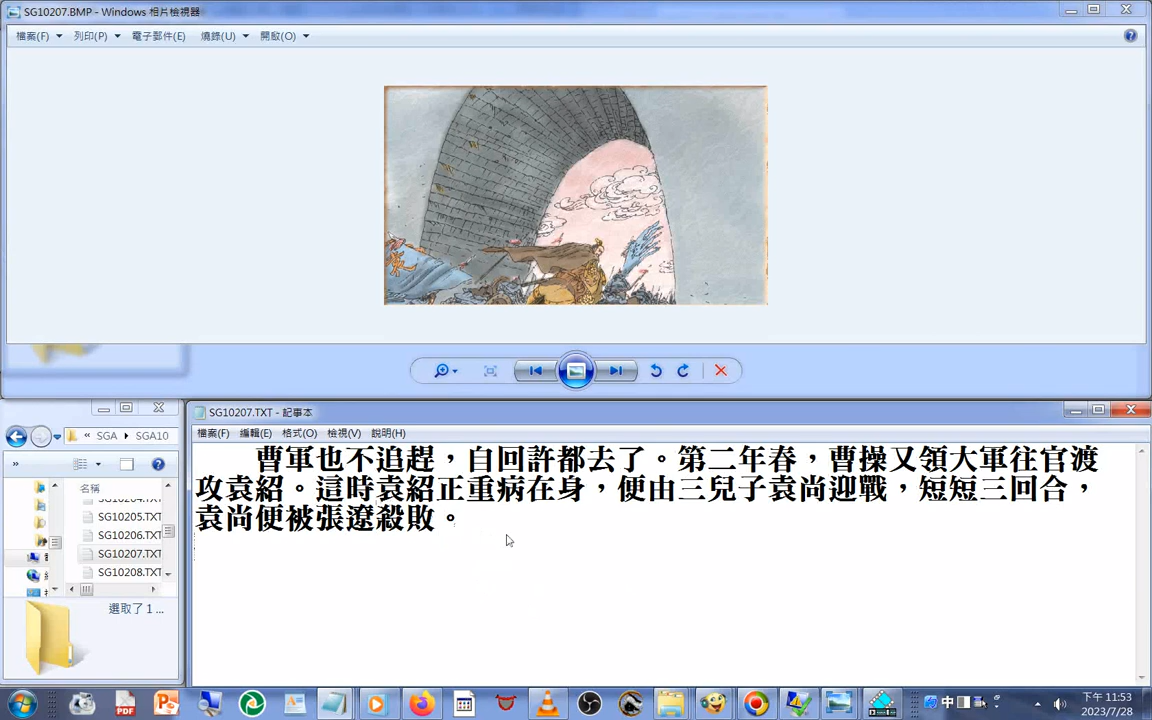 SG10207.BMP - Windows 相片檢視器
檔案(F) 列印(P) 電子郵件(E) 燒錄(U) 開啟(O)
« SGA ▸ SGA10
»
名稱
SG10204.TXT
SG10205.TXT
SG10206.TXT
SG10207.TXT
SG10208.TXT
選取了 1 ...
SG10207.TXT - 記事本
檔案(F) 編輯(E) 格式(O) 檢視(V) 說明(H)
曹軍也不追趕，自回許都去了。第二年春，曹操又領大軍往官渡
攻袁紹。這時袁紹正重病在身，便由三兒子袁尚迎戰，短短三回合，
袁尚便被張遼殺敗。
PDF
中
下午 11:53
2023/7/28